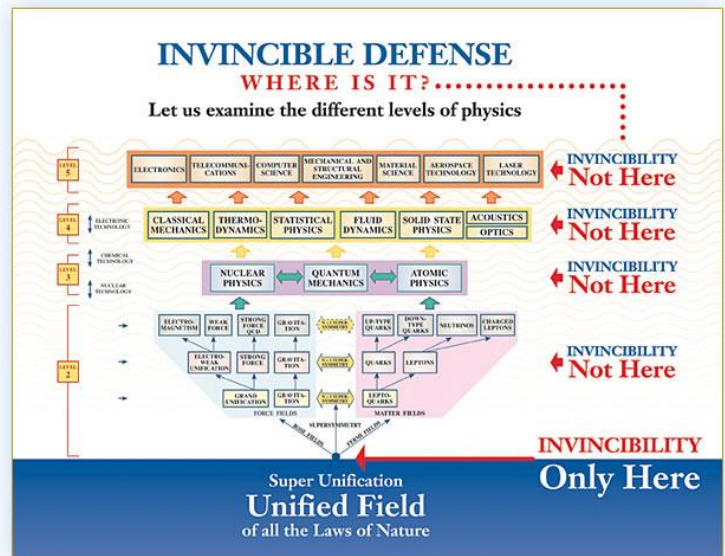 INVINCIBLE DEFENSE
WHERE IS IT?
Let us examine the different levels of physics
LEVEL 5
ELECTRONICS
TELECOMMUNI-
CATIONS
COMPUTER
SCIENCE
MECHANICAL AND
STRUCTURAL
ENGINEERING
MATERIAL
SCIENCE
AEROSPACE
TECHNOLOGY
LASER
TECHNOLOGY
INVINCIBILITY
Not Here
LEVEL 4
ELECTRONIC
TECHNOLOGY
CLASSICAL
MECHANICS
THERMO-
DYNAMICS
STATISTICAL
PHYSICS
FLUID
DYNAMICS
SOLID STATE
PHYSICS
ACOUSTICS
OPTICS
INVINCIBILITY
Not Here
CHEMICAL
TECHNOLOGY
LEVEL 3
NUCLEAR
TECHNOLOGY
NUCLEAR
PHYSICS
QUANTUM
MECHANICS
ATOMIC
PHYSICS
INVINCIBILITY
Not Here
LEVEL 2
ELECTRO-
MAGNETISM
WEAK
FORCE
STRONG
FORCE
QCD
GRAVITA-
TION
SUPER
SYMMETRY
UP-TYPE
QUARKS
DOWN-
TYPE
QUARKS
NEUTRINOS
CHARGED
LEPTONS
ELECTRO-
WEAK
UNIFICATION
STRONG
FORCE
GRAVITA-
TION
SUPER
SYMMETRY
QUARKS
LEPTONS
INVINCIBILITY
Not Here
GRAND
UNIFICATION
GRAVITA-
TION
SUPER
SYMMETRY
LEPTO-
QUARKS
FORCE FIELDS
MATTER FIELDS
SUPERSYMMETRY
BOSE FIELDS
FERMI FIELDS
INVINCIBILITY
Only Here
Super Unification
Unified Field
of all the Laws of Nature